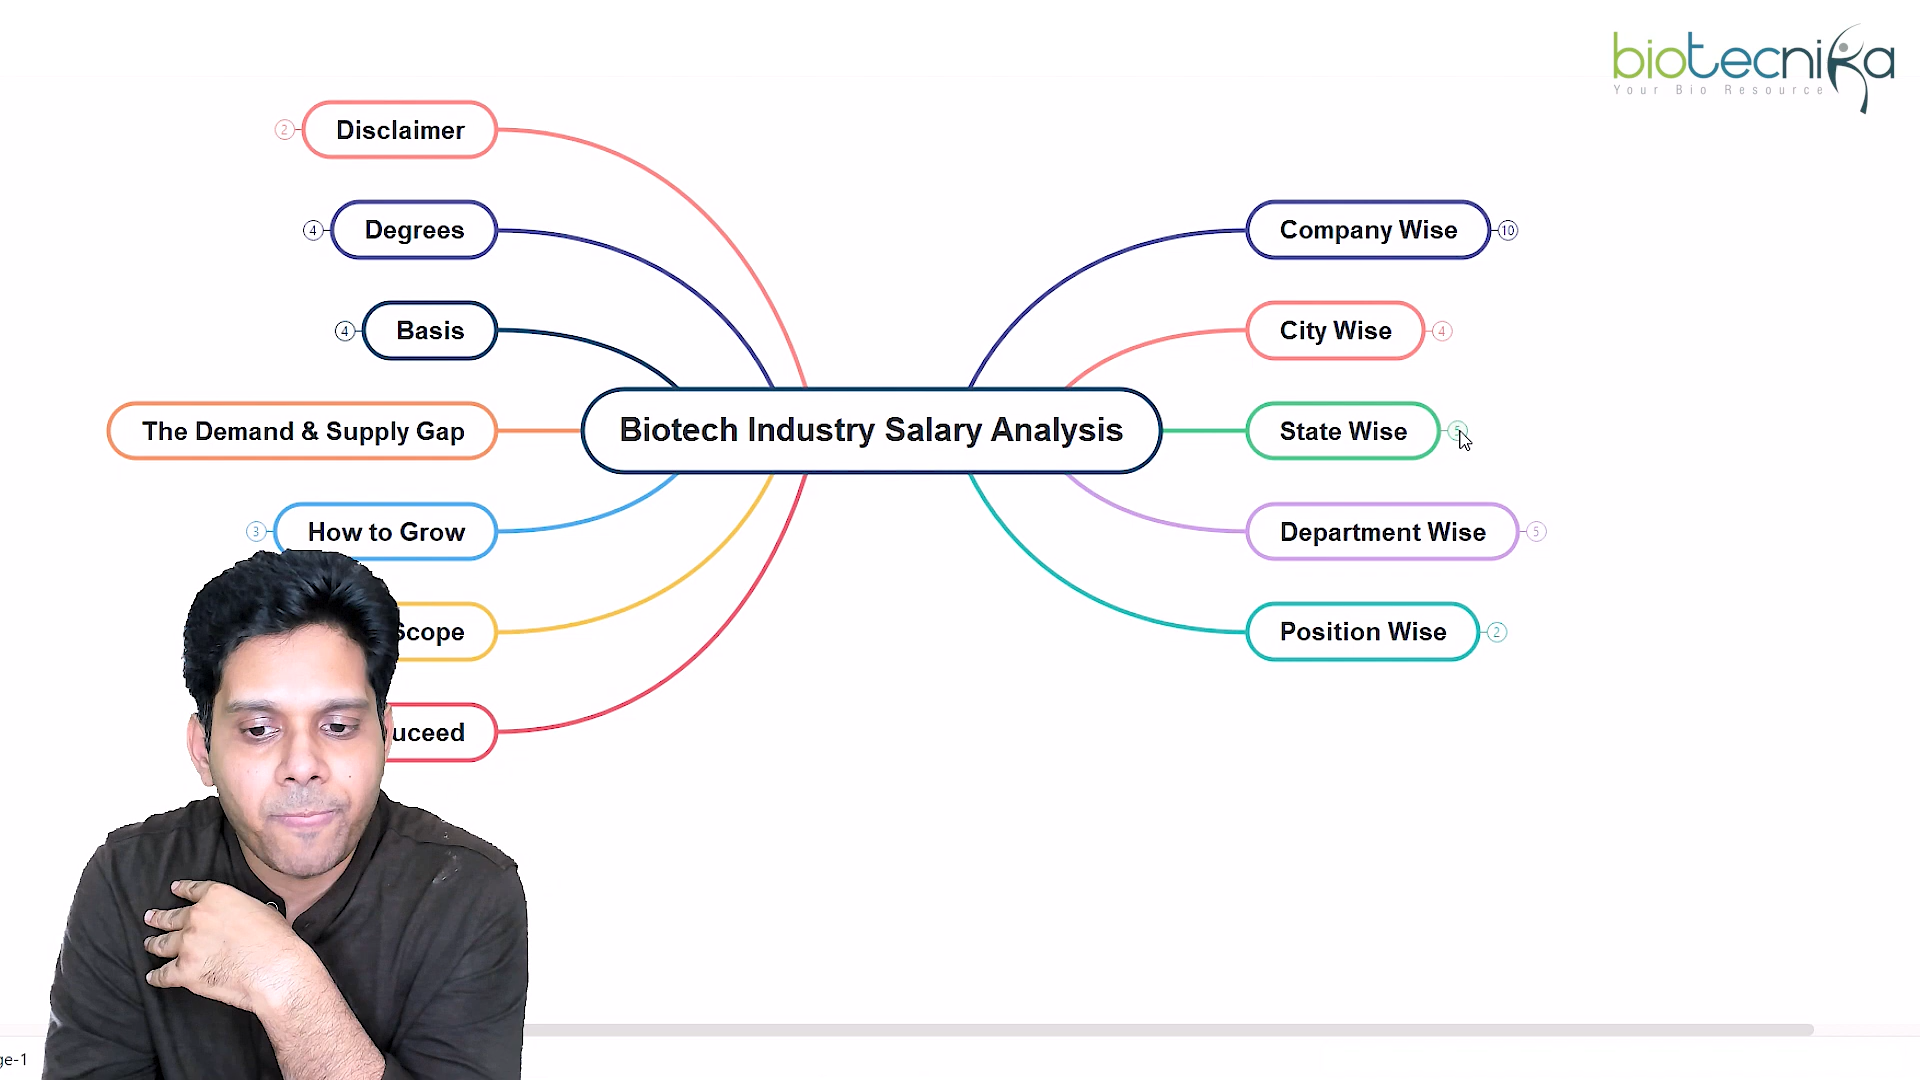 biotecnika
Your Bio Resource
Disclaimer
2
Degrees
4
Basis
4
The Demand & Supply Gap
How to Grow
3
Scope
uceed
Biotech Industry Salary Analysis
Company Wise
10
City Wise
4
State Wise
Department Wise
5
Position Wise
2
ge-1